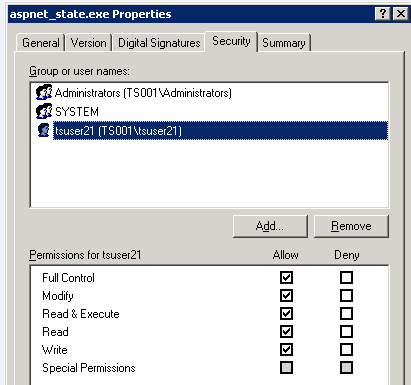 aspnet_state.exe Properties
General Version Digital Signatures Security Summary
Group or user names:
Administrators (TS001\Administrators)
SYSTEM
tsuser21 (TS001\tsuser21)
Add... Remove
Permissions for tsuser21 Allow Deny
Full Control
Modify
Read & Execute
Read
Write
Special Permissions